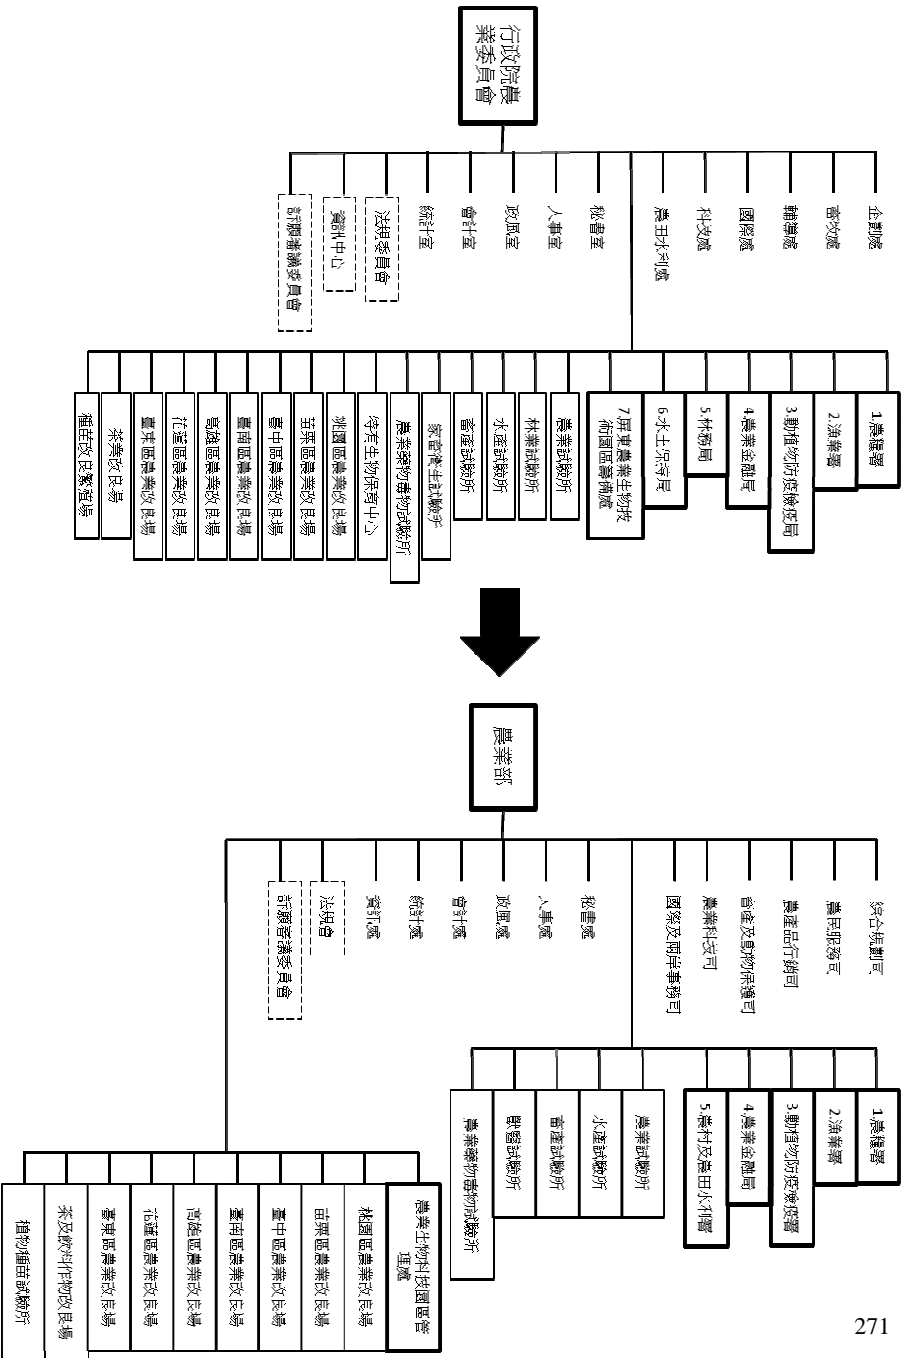 行政院農
業委員會
企劃處
畜牧處
輔導處
國際處
科技處
農田水利處
秘書室
人事室
政風室
會計室
統計室
法規委員會
資訊中心
訴願審議委員會
1.農糧署
2.漁業署
3.動植物防疫檢疫局
4.農業金融局
5.林務局
6.水土保持局
7.屏東農業生物技
術園區籌備處
農業試驗所
林業試驗所
水產試驗所
畜產試驗所
家畜衛生試驗所
農業藥物毒物試驗所
特有生物保育中心
桃園區農業改良場
苗栗區農業改良場
臺中區農業改良場
臺南區農業改良場
高雄區農業改良場
花蓮區農業改良場
臺東區農業改良場
茶業改良場
種苗改良繁殖場
農業部
綜合規劃司
農民服務司
農產品行銷司
畜產及動物保護司
農業科技司
國際及兩岸事務司
秘書處
人事處
政風處
會計處
統計處
資訊處
法規會
訴願審議委員會
1.農糧署
2.漁業署
3.動植物防疫檢疫署
4.農業金融局
5.農村及農田水利署
農業試驗所
水產試驗所
畜產試驗所
獸醫試驗所
農業藥物毒物試驗所
農業生物科技園區管
理處
桃園區農業改良場
苗栗區農業改良場
臺中區農業改良場
臺南區農業改良場
高雄區農業改良場
花蓮區農業改良場
臺東區農業改良場
茶及飲料作物改良場
植物種苗試驗所
271